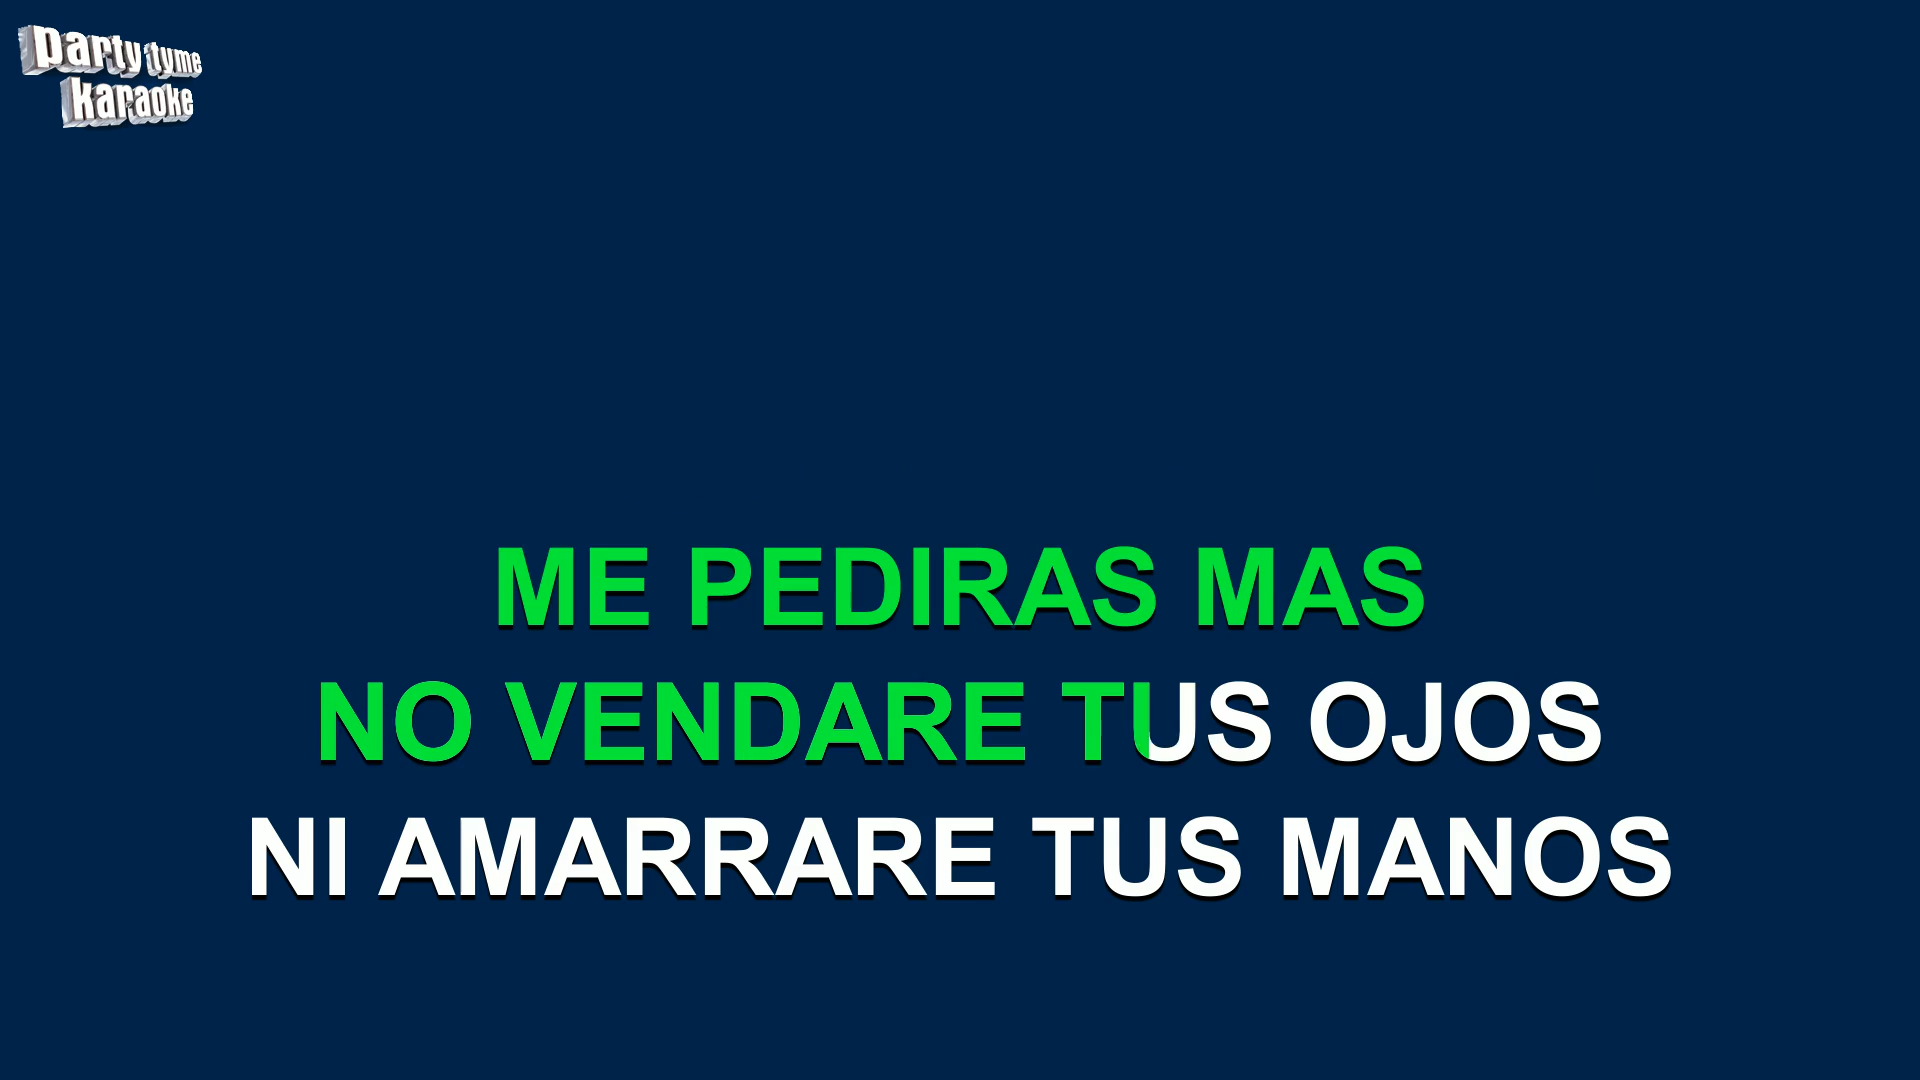 party tyme
karaoke
ME PEDIRAS MAS
NO VENDARE TUS OJOS
NI AMARRARE TUS MANOS